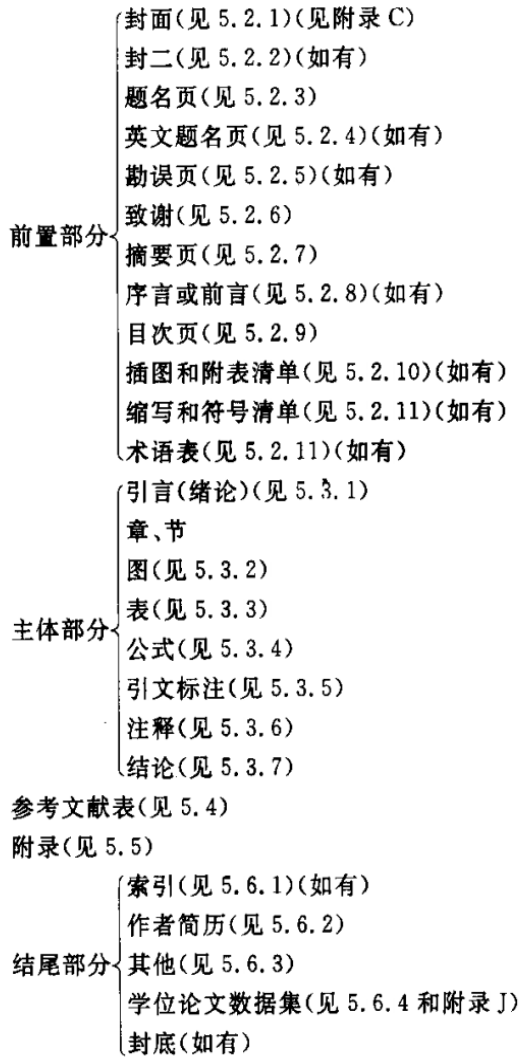 封面(见 5.2.1)(见附录 C)
封二(见 5.2.2)(如有)
题名页(见 5.2.3)
英文题名页(见 5.2.4)(如有)
勘误页(见 5.2.5)(如有)
致谢(见 5.2.6)
前置部分
摘要页(见 5.2.7)
序言或前言(见 5.2.8)(如有)
目次页(见 5.2.9)
插图和附表清单(见 5.2.10)(如有)
缩写和符号清单(见 5.2.11)(如有)
术语表(见 5.2.11)(如有)
引言(绪论)(见 5.3.1)
章、节
图(见 5.3.2)
表(见 5.3.3)
主体部分
公式(见 5.3.4)
引文标注(见 5.3.5)
注释(见 5.3.6)
结论(见 5.3.7)
参考文献表(见 5.4)
附录(见 5.5)
索引(见 5.6.1)(如有)
作者简历(见 5.6.2)
结尾部分 其他(见 5.6.3)
学位论文数据集(见 5.6.4 和附录 J)
封底(如有)